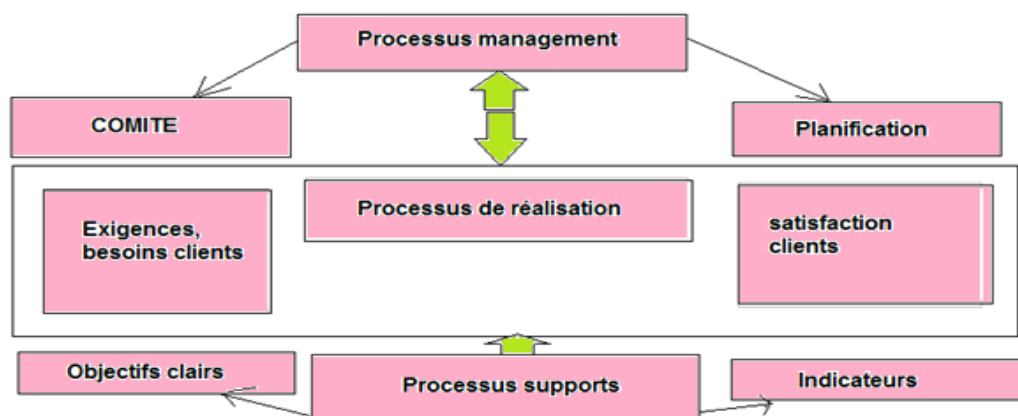 Processus management
COMITE
Planification
Exigences,
besoins clients
Processus de réalisation
satisfaction
clients
Objectifs clairs
Processus supports
Indicateurs